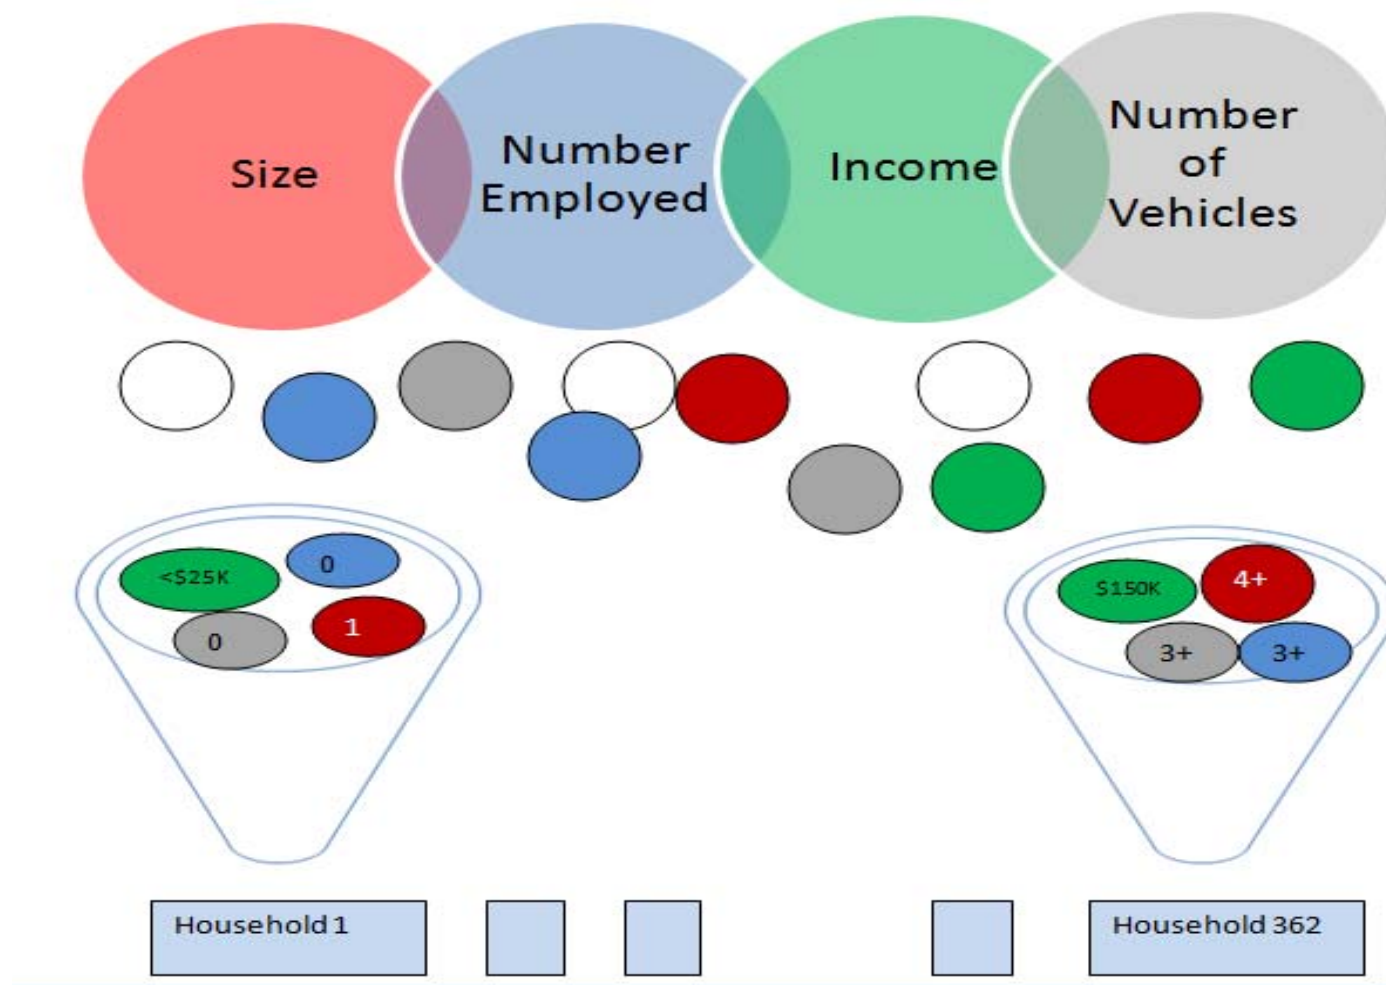 Size
Number
Employed
Income
Number
of
Vehicles
<$25K
0
0
1
$150K
4+
3+
3+
Household 1
Household 362